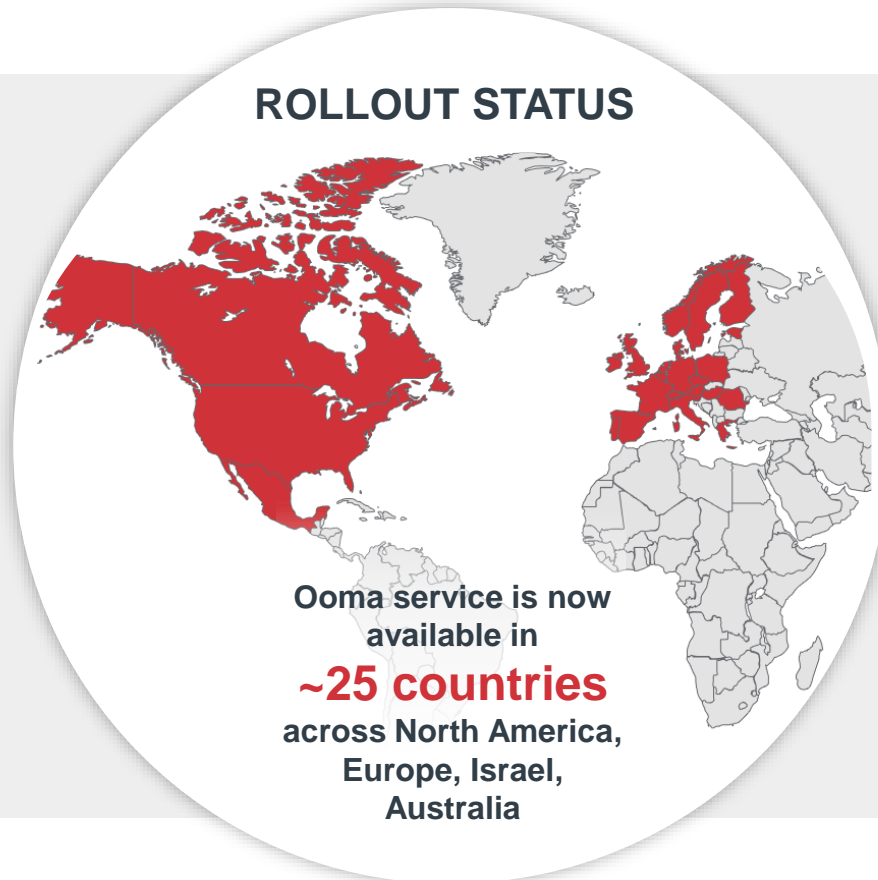 ROLLOUT STATUS
Ooma service is now
available in
~25 countries
across North America,
Europe, Israel,
Australia